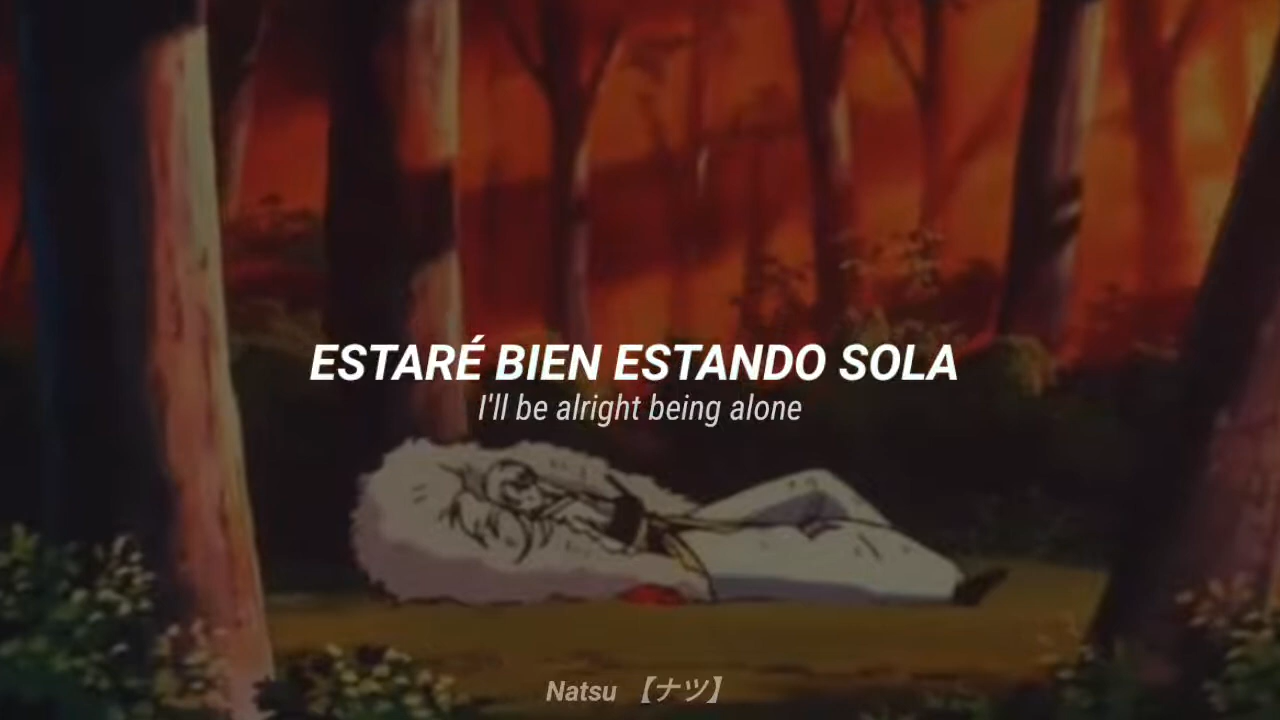 ESTARÉ BIEN ESTANDO SOLA
I'll be alright being alone
Natsu 【ナツ】